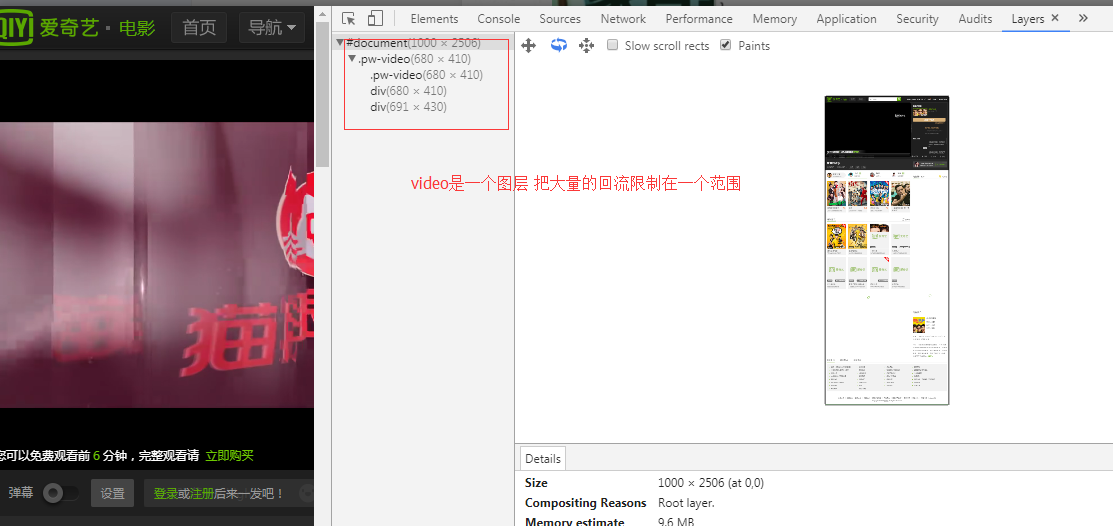 QIYI 爱奇艺 · 电影 首页 导航
猫
您可以免费观看前 6 分钟，完整观看请 立即购买
弹幕 设置 登录或注册后来一发吧！
Elements Console Sources Network Performance Memory Application Security Audits Layers × »
▼#document(1000 × 2506)
▼.pw-video(680 × 410)
.pw-video(680 × 410)
div(680 × 410)
div(691 × 430)
Slow scroll rects Paints
video是一个图层 把大量的回流限制在一个范围
Details
Size 1000 × 2506 (at 0,0)
Compositing Reasons Root layer.
Memory estimate 9.6 MB